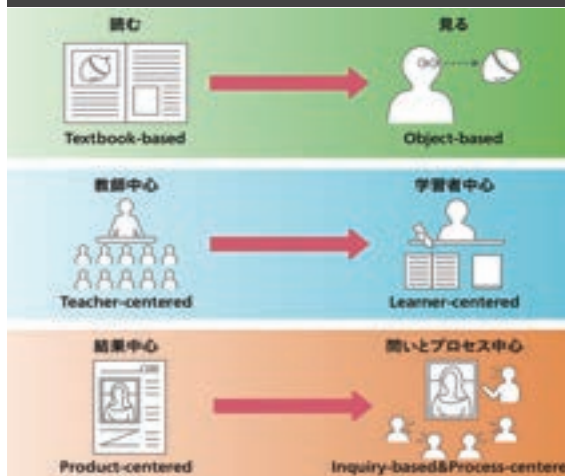 読む
見る
Textbook-based
Object-based
教師中心
学習者中心
Teacher-centered
Learner-centered
結果中心
問いとプロセス中心
Product-centered
Inquiry-based&Process-centere